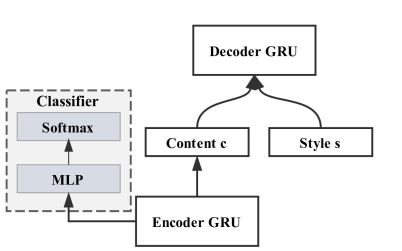 Decoder GRU
Classifier
Softmax
Content c
Style s
MLP
Encoder GRU